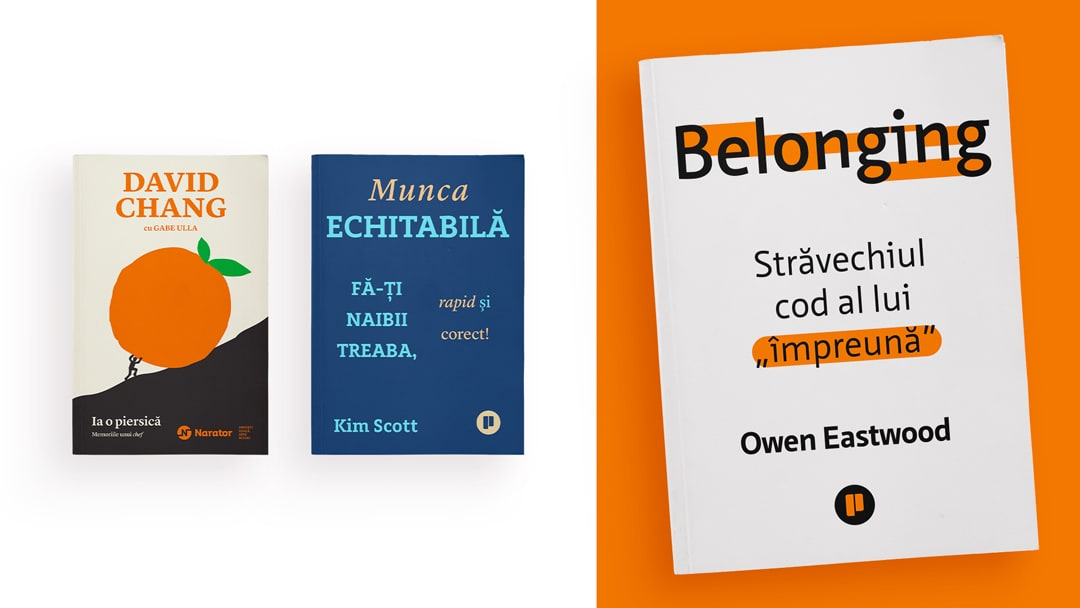 DAVID
CHANG
cu GABE ULLA
Ia o piersică
Memoriile unui chef
Narator
Munca
ECHITABILĂ
FĂ-ȚI
NAIBII
TREABA,
rapid și
corect!
Kim Scott
Belonging
Străvechiul
cod al lui
„împreună”
Owen Eastwood